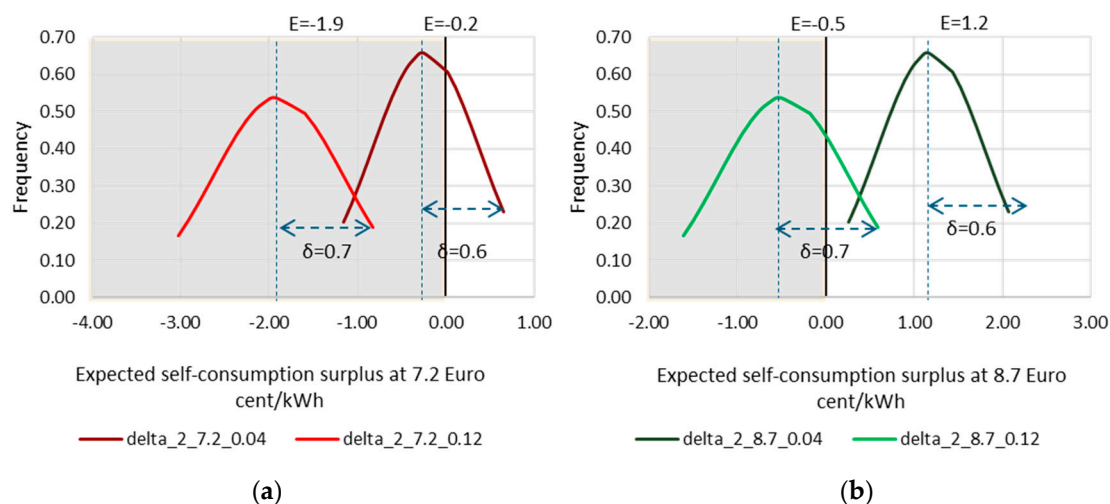 E=-1.9 E=-0.2
0.70
0.60
0.50
0.40
0.30
0.20
0.10
0.00
Frequency
δ=0.7 δ=0.6
-4.00 -3.00 -2.00 -1.00 0.00 1.00
Expected self-consumption surplus at 7.2 Euro
cent/kWh
delta_2_7.2_0.04 delta_2_7.2_0.12
(a)
E=-0.5 E=1.2
0.70
0.60
0.50
0.40
0.30
0.20
0.10
0.00
Frequency
δ=0.6
δ=0.7
-2.00 -1.00 0.00 1.00 2.00 3.00
Expected self-consumption surplus at 8.7 Euro
cent/kWh
delta_2_8.7_0.04 delta_2_8.7_0.12
(b)